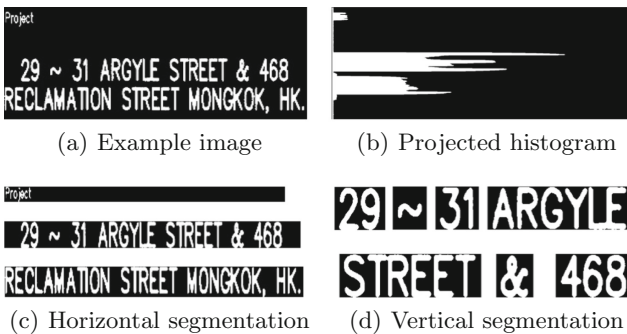 Project
29 ~ 31 ARGYLE STREET & 468
RECLAMATION STREET MONGKOK, HK.
(a) Example image
(b) Projected histogram
Project
29 ~ 31 ARGYLE STREET & 468
RECLAMATION STREET MONGKOK, HK.
(c) Horizontal segmentation
29 ~ 31 ARGYLE
STREET & 468
(d) Vertical segmentation